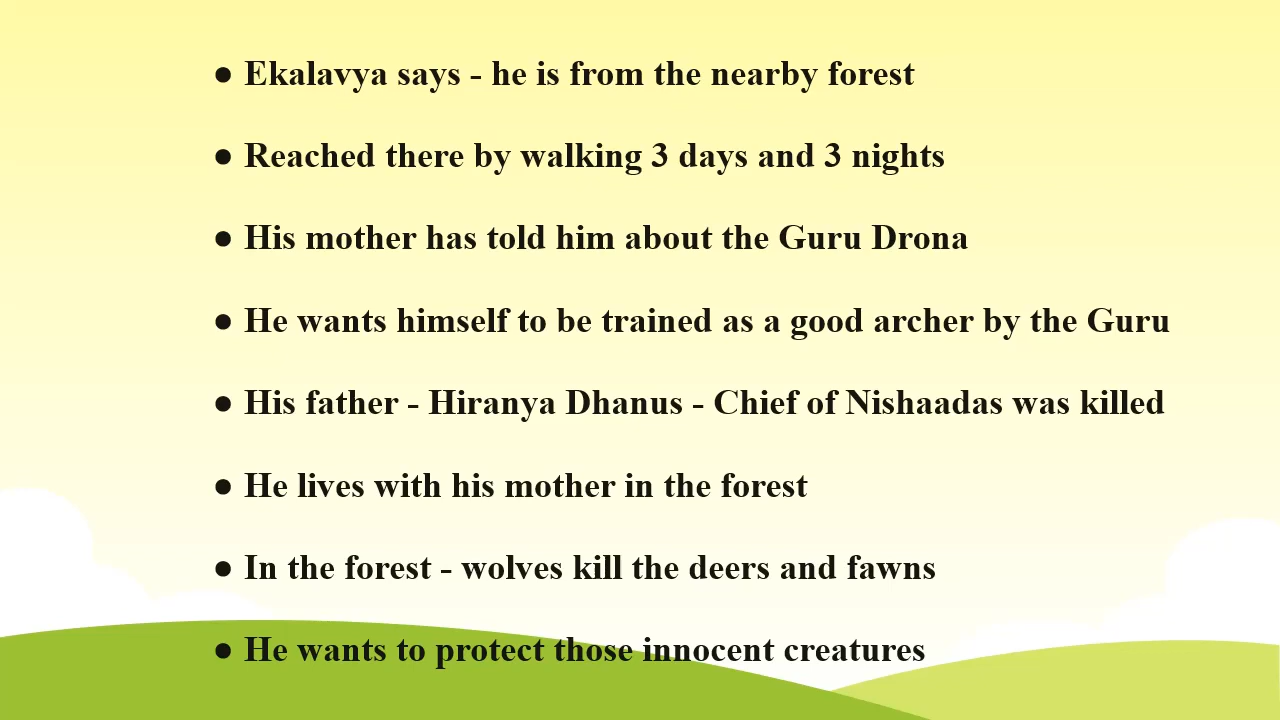 ● Ekalavya says - he is from the nearby forest
● Reached there by walking 3 days and 3 nights
● His mother has told him about the Guru Drona
● He wants himself to be trained as a good archer by the Guru
● His father - Hiranya Dhanus - Chief of Nishaadas was killed
● He lives with his mother in the forest
● In the forest - wolves kill the deers and fawns
● He wants to protect those innocent creatures